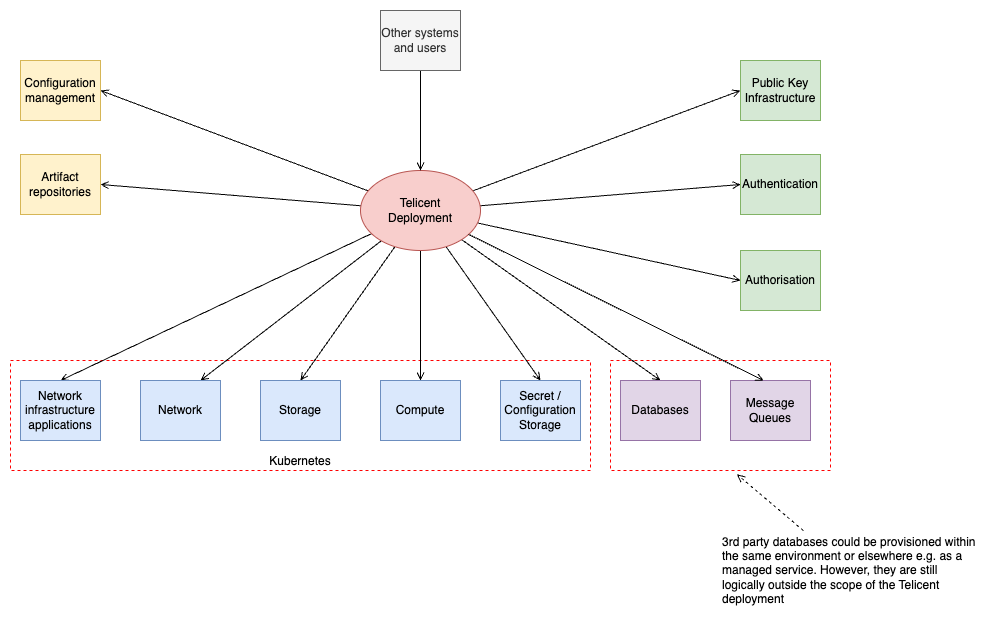 Other systems
and users
Configuration
management
Public Key
Infrastructure
Artifact
repositories
Authentication
Telicent
Deployment
Authorisation
Network
infrastructure
applications
Network
Storage
Compute
Secret /
Configuration
Storage
Databases
Message
Queues
Kubernetes
3rd party databases could be provisioned within
the same environment or elsewhere e.g. as a
managed service. However, they are still
logically outside the scope of the Telicent
deployment